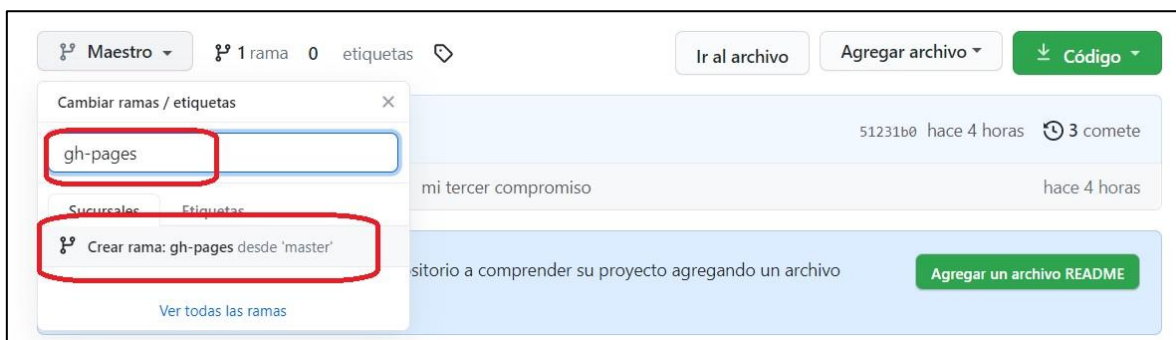 Maestro
1 rama 0 etiquetas
Ir al archivo
Agregar archivo
Código
Cambiar ramas / etiquetas
gh-pages
51231b0 hace 4 horas 3 comete
mi tercer compromiso hace 4 horas
Sucursales Etiquetas
Crear rama: gh-pages desde 'master'
sitorio a comprender su proyecto agregando un archivo
Agregar un archivo README
Ver todas las ramas